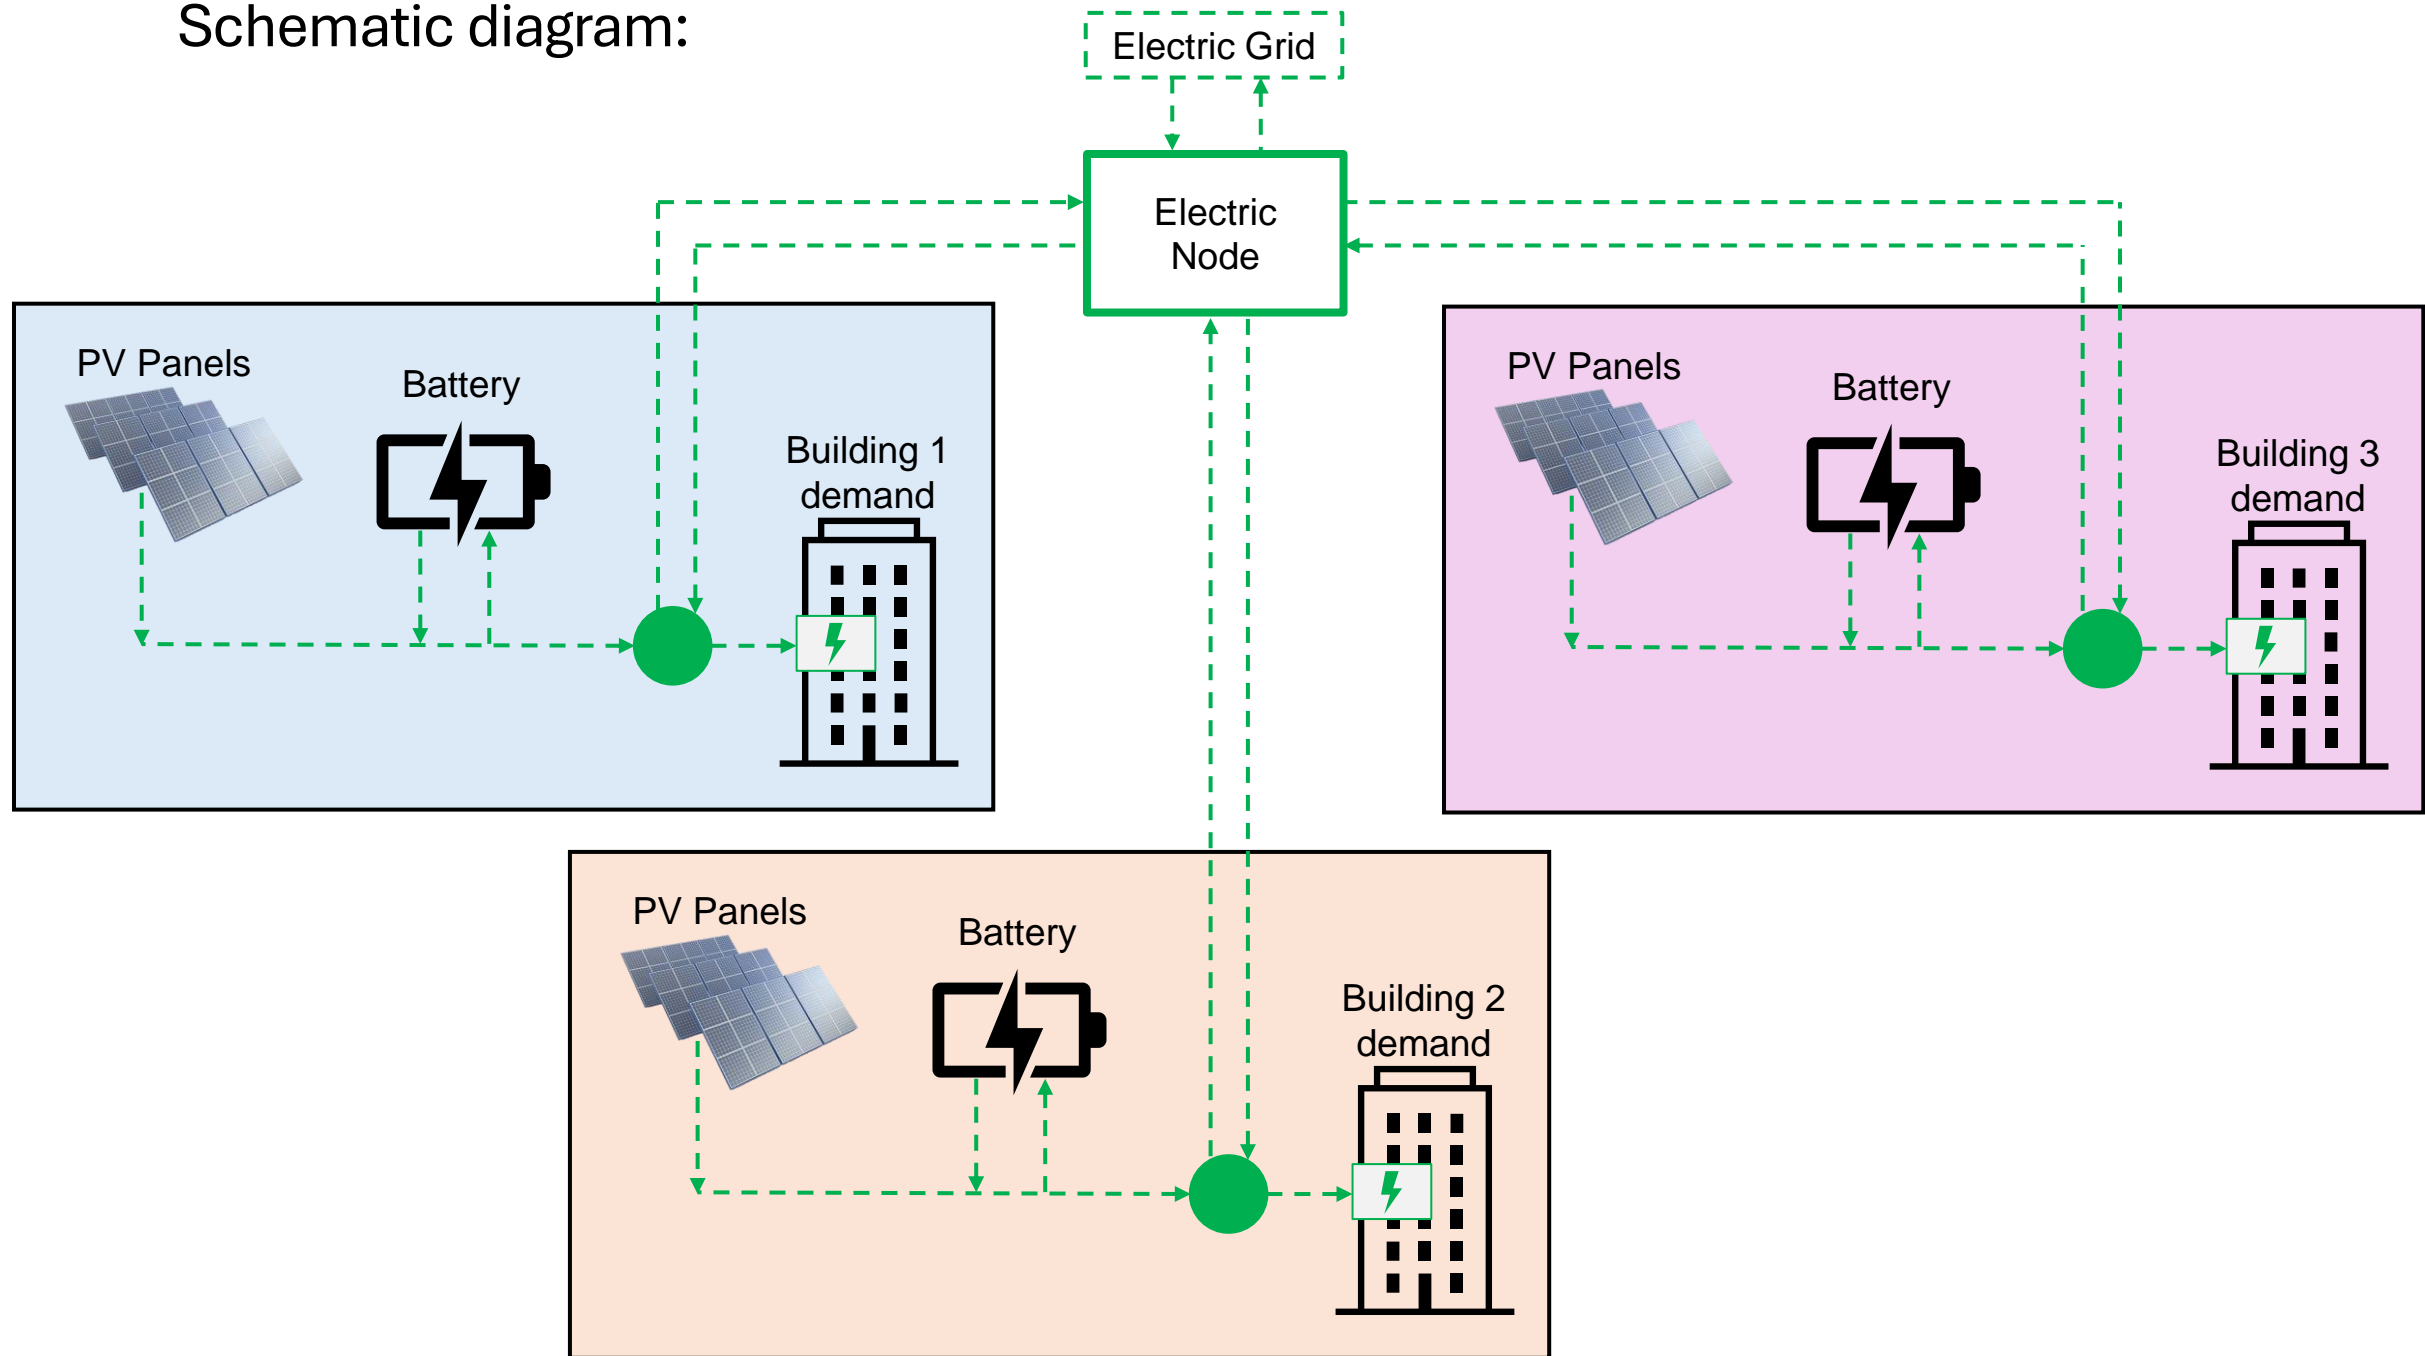 Schematic diagram:
Electric Grid
Electric
Node
PV Panels
Battery
Building 1
demand
PV Panels
Battery
Building 3
demand
PV Panels
Battery
Building 2
demand